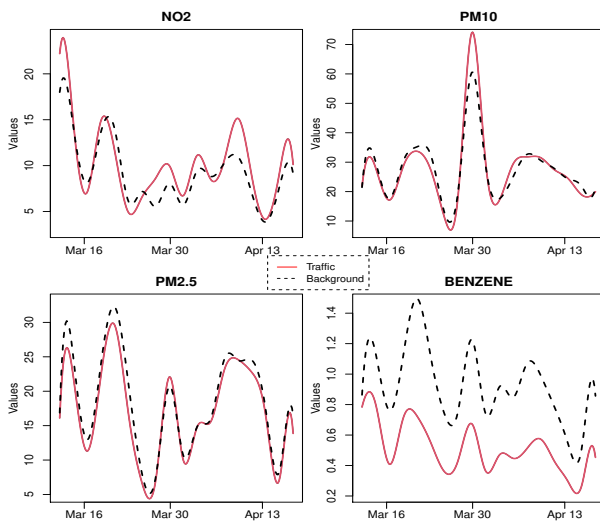 NO2
Values
5
10
15
20
Mar 16
Mar 30
Apr 13
PM10
Values
10
20
30
40
50
60
70
Mar 16
Mar 30
Apr 13
Traffic
Background
PM2.5
Values
5
10
15
20
25
30
Mar 16
Mar 30
Apr 13
BENZENE
Values
0.2
0.4
0.6
0.8
1.0
1.2
1.4
Mar 16
Mar 30
Apr 13